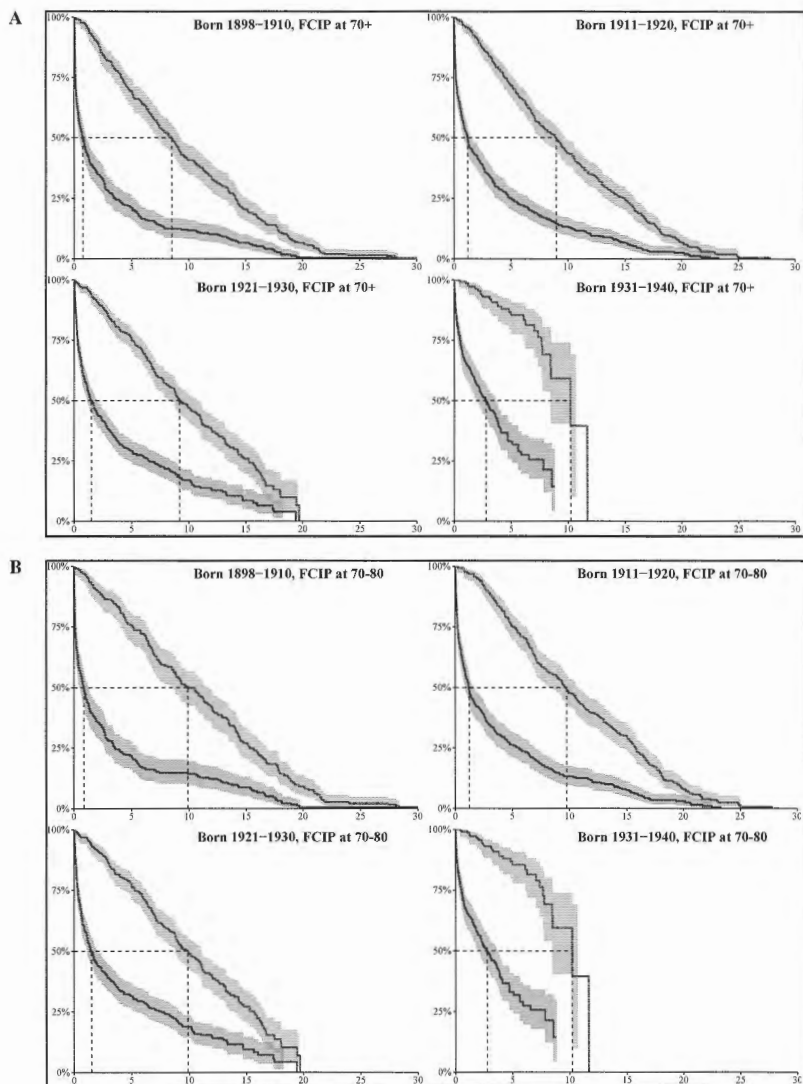 A
Born 1898−1910, FCIP at 70+
100%
75%
50%
25%
0%
0 5 10 15 20 25 30
Born 1911−1920, FCIP at 70+
100%
75%
50%
25%
0%
0 5 10 15 20 25 30
Born 1921−1930, FCIP at 70+
100%
75%
50%
25%
0%
0 5 10 15 20 25 30
Born 1931−1940, FCIP at 70+
100%
75%
50%
25%
0%
0 5 10 15 20 25 30
B
Born 1898−1910, FCIP at 70-80
100%
75%
50%
25%
0%
0 5 10 15 20 25 30
Born 1911−1920, FCIP at 70-80
100%
75%
50%
25%
0%
0 5 10 15 20 25 30
Born 1921−1930, FCIP at 70-80
100%
75%
50%
25%
0%
0 5 10 15 20 25 30
Born 1931−1940, FCIP at 70-80
100%
75%
50%
25%
0%
0 5 10 15 20 25 30